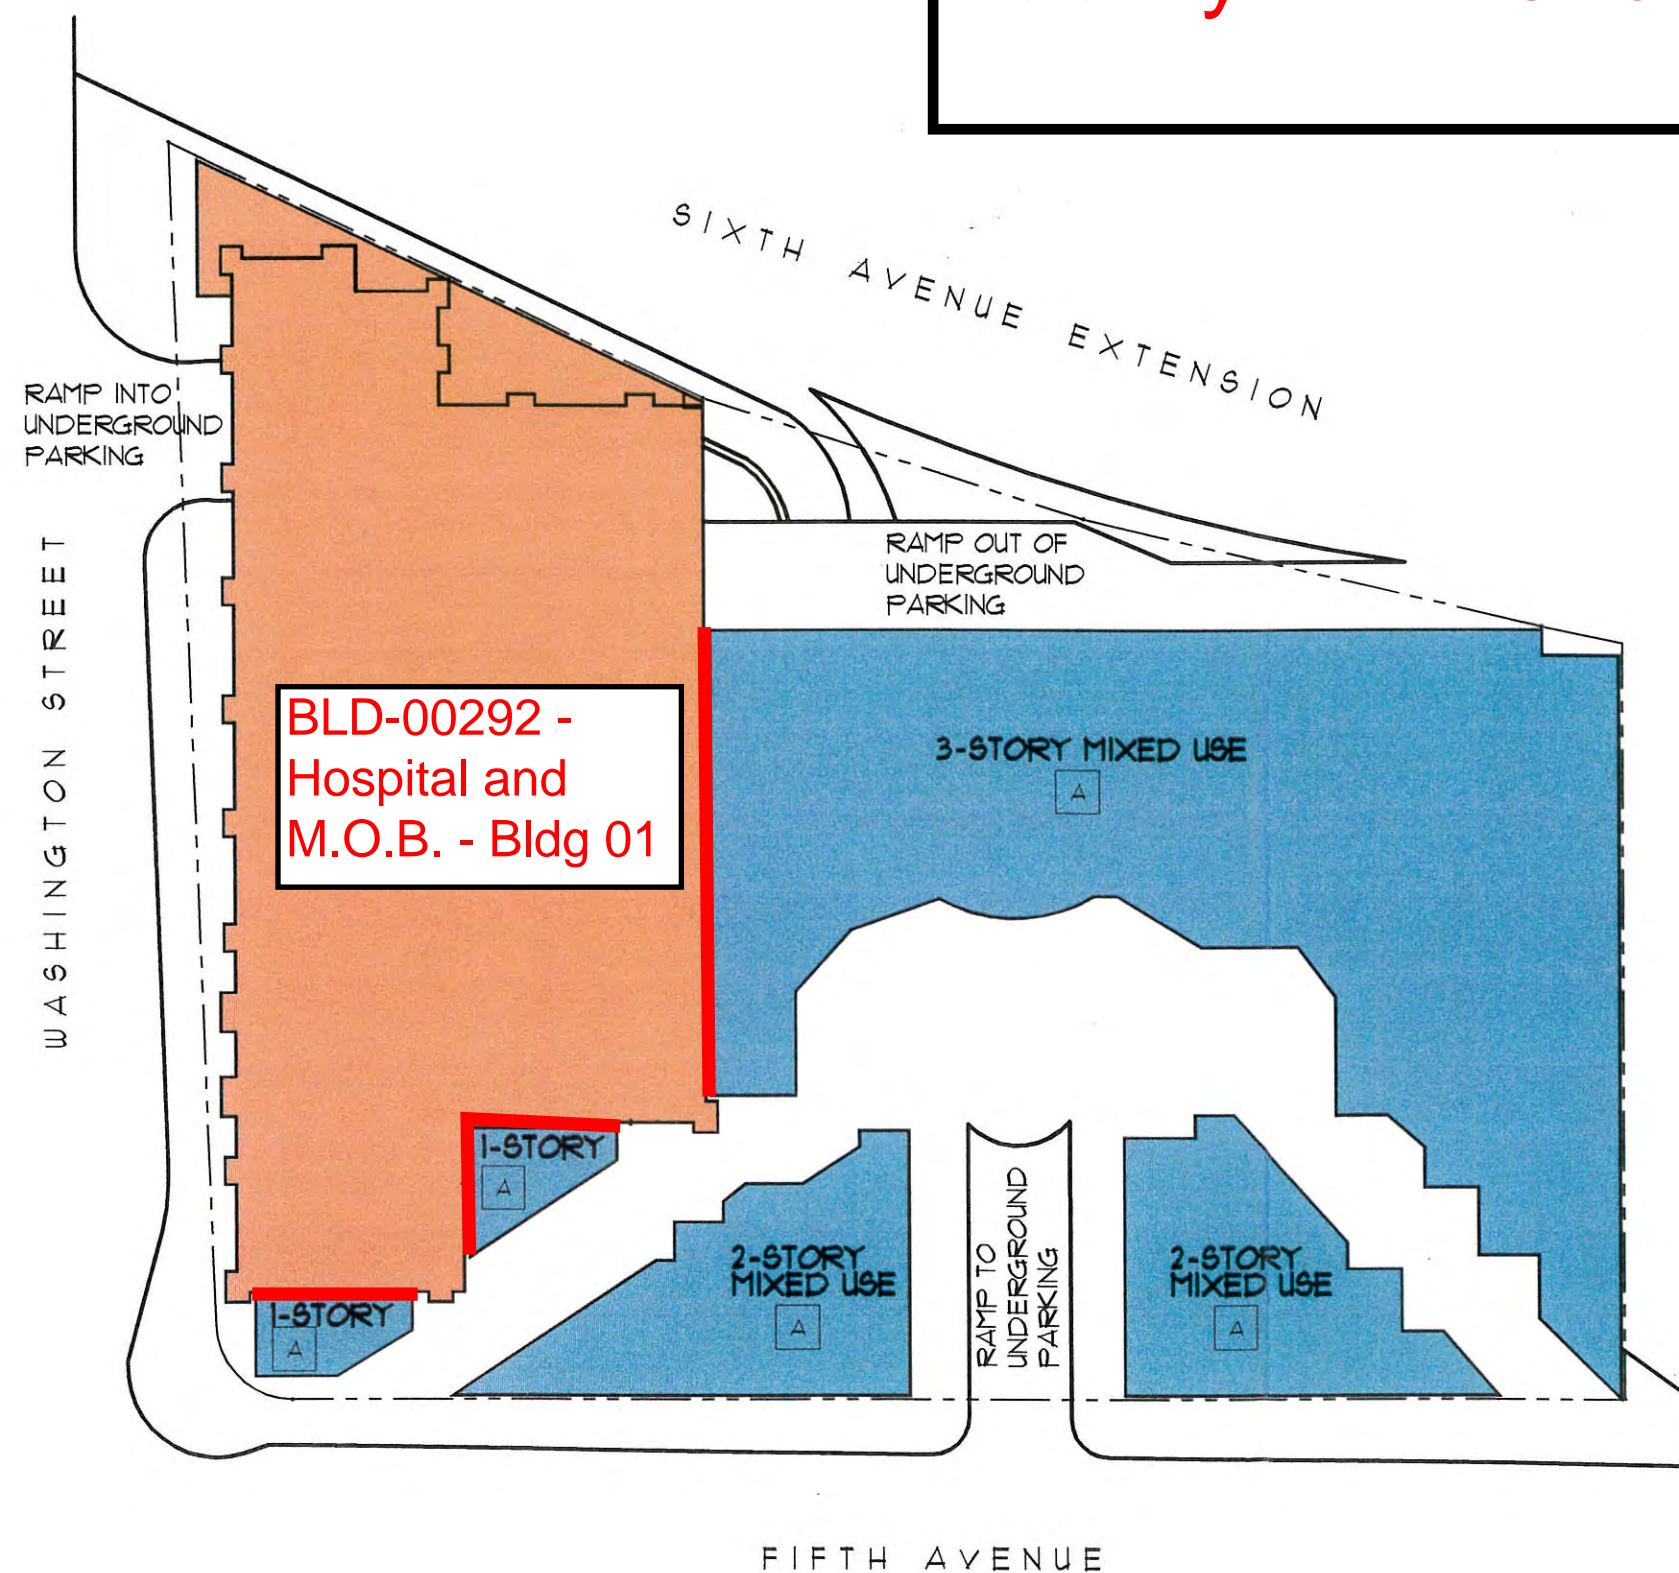 SIXTH AVENUE EXTENSION
RAMP INTO
UNDERGROUND
PARKING
RAMP OUT OF
UNDERGROUND
PARKING
WASHINGTON STREET
BLD-00292 -
Hospital and
M.O.B. - Bldg 01
3-STORY MIXED USE
A
1-STORY
A
2-STORY
MIXED USE
A
RAMP TO
UNDERGROUND
PARKING
2-STORY
MIXED USE
A
1-STORY
A
FIFTH AVENUE